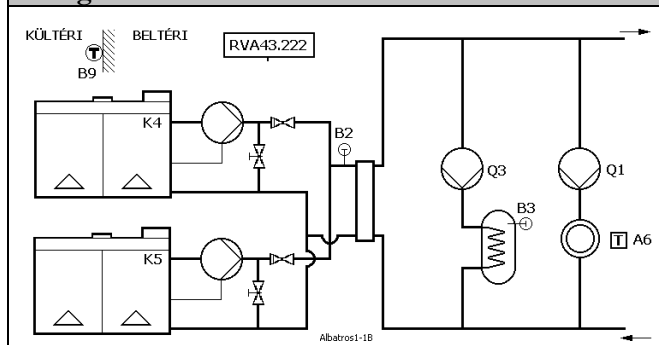 KÜLTÉRI BELTÉRI
RVA43.222
T
B9
K4
B2
Q3
Q1
B3
T A6
K5
Albatros1-1B